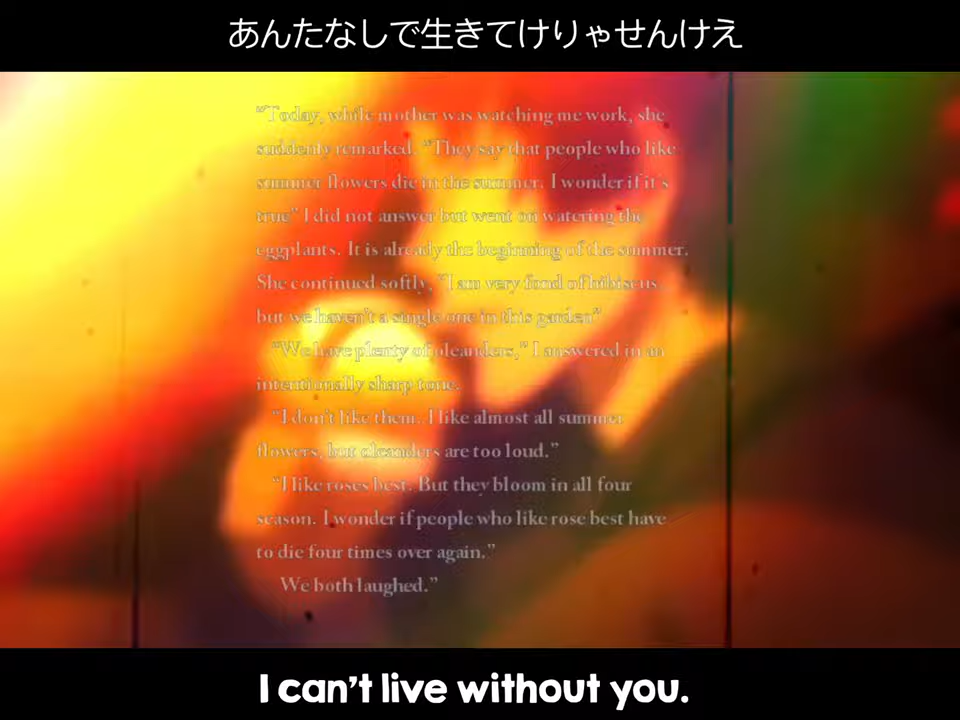 あんたなしで生きてけりゃせんけえ
“Today, while mother was watching me work, she
suddenly remarked. “They say that people who like
summer flowers die in the summer. I wonder if it’s
true” I did not answer but went on watering the
eggplants. It is already the beginning of the summer.
She continued softly, “I am very fond of hibiscus,
but we haven’t a single one in this garden”
“We have plenty of oleanders,” I answered in an
intentionally sharp tone.
“I don’t like them. I like almost all summer
flowers, but oleanders are too loud.”
“I like roses best. But they bloom in all four
season. I wonder if people who like rose best have
to die four times over again.”
We both laughed.”
I can’t live without you.